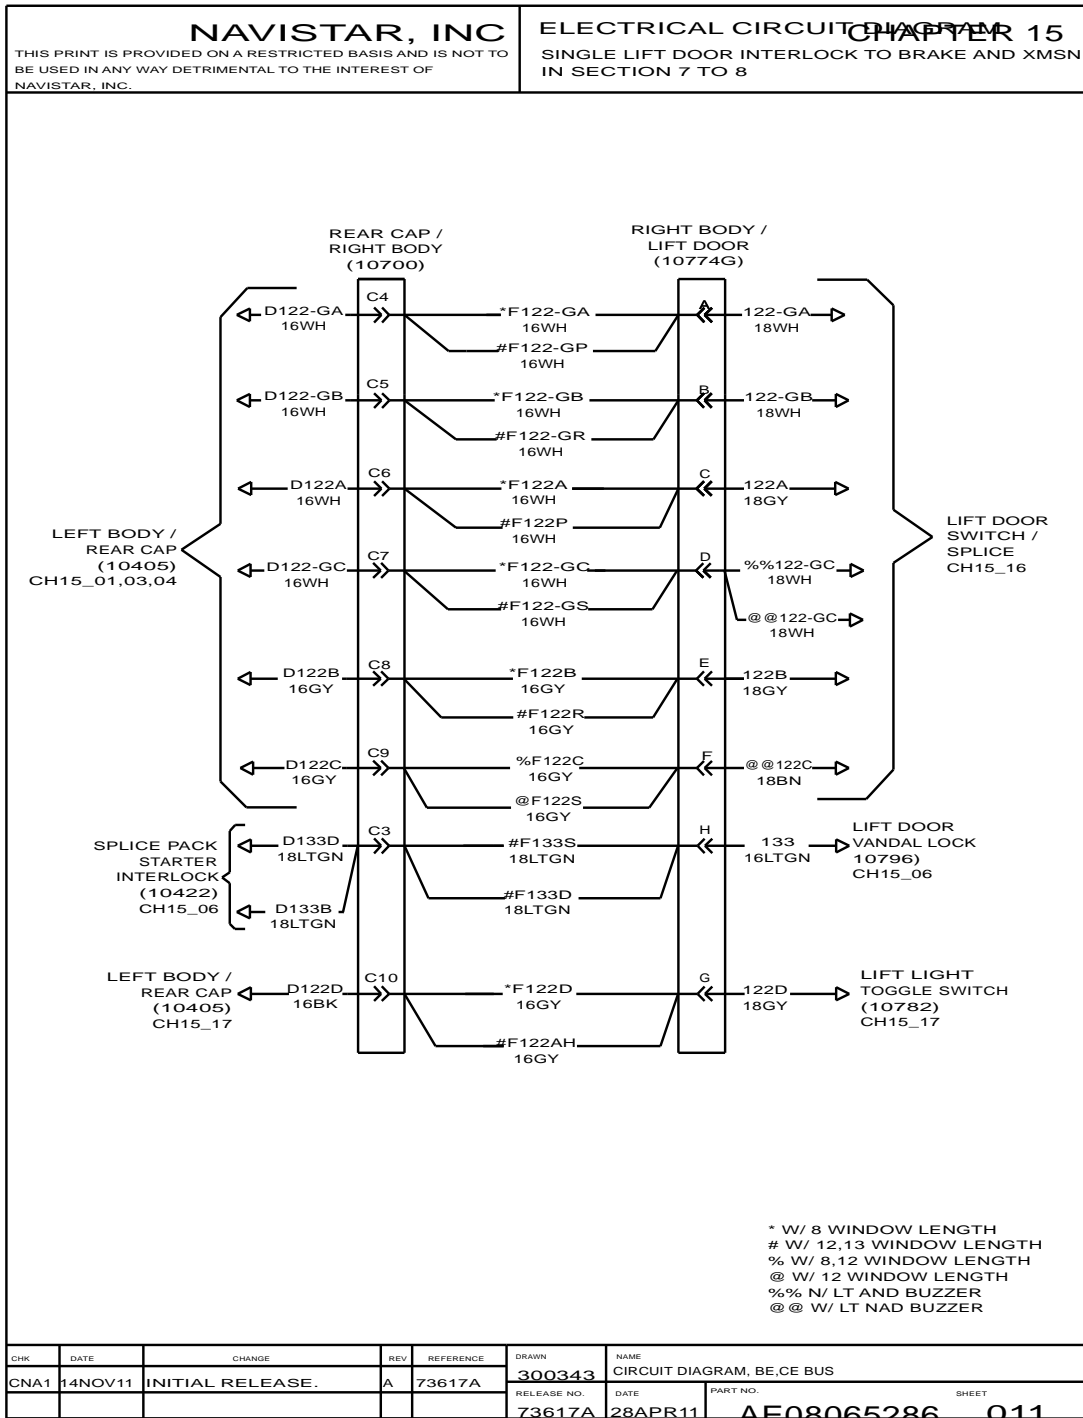 NAVISTAR, INC
THIS PRINT IS PROVIDED ON A RESTRICTED BASIS AND IS NOT TO
BE USED IN ANY WAY DETRIMENTAL TO THE INTEREST OF
NAVISTAR, INC.
ELECTRICAL CIRCUIT DIAGRAM
CHAPTER 15
SINGLE LIFT DOOR INTERLOCK TO BRAKE AND XMSN
IN SECTION 7 TO 8
REAR CAP /
RIGHT BODY
(10700)
RIGHT BODY /
LIFT DOOR
(10774G)
D122-GA
16WH
C4
*F122-GA
16WH
#F122-GP
16WH
A
122-GA
18WH
D122-GB
16WH
C5
*F122-GB
16WH
#F122-GR
16WH
B
122-GB
18WH
D122A
16WH
C6
*F122A
16WH
#F122P
16WH
C
122A
18GY
LEFT BODY /
REAR CAP
(10405)
CH15_01,03,04
LIFT DOOR
SWITCH /
SPLICE
CH15_16
D122-GC
16WH
C7
*F122-GC
16WH
#F122-GS
16WH
D
%%122-GC
18WH
@@122-GC
18WH
D122B
16GY
C8
*F122B
16GY
#F122R
16GY
E
122B
18GY
D122C
16GY
C9
%F122C
16GY
@F122S
16GY
F
@@122C
18BN
SPLICE PACK
STARTER
INTERLOCK
(10422)
CH15_06
D133D
18LTGN
D133B
18LTGN
C3
#F133S
18LTGN
#F133D
18LTGN
H
133
16LTGN
LIFT DOOR
VANDAL LOCK
10796)
CH15_06
LEFT BODY /
REAR CAP
(10405)
CH15_17
D122D
16BK
C10
*F122D
16GY
#F122AH
16GY
G
122D
18GY
LIFT LIGHT
TOGGLE SWITCH
(10782)
CH15_17
* W/ 8 WINDOW LENGTH
# W/ 12,13 WINDOW LENGTH
% W/ 8,12 WINDOW LENGTH
@ W/ 12 WINDOW LENGTH
%% N/ LT AND BUZZER
@@ W/ LT NAD BUZZER
CHK DATE CHANGE REV REFERENCE
CNA1 14NOV11 INITIAL RELEASE. A 73617A
DRAWN
300343
NAME
CIRCUIT DIAGRAM, BE,CE BUS
RELEASE NO.
73617A
DATE
28APR11
PART NO.
AE08065286
SHEET
011